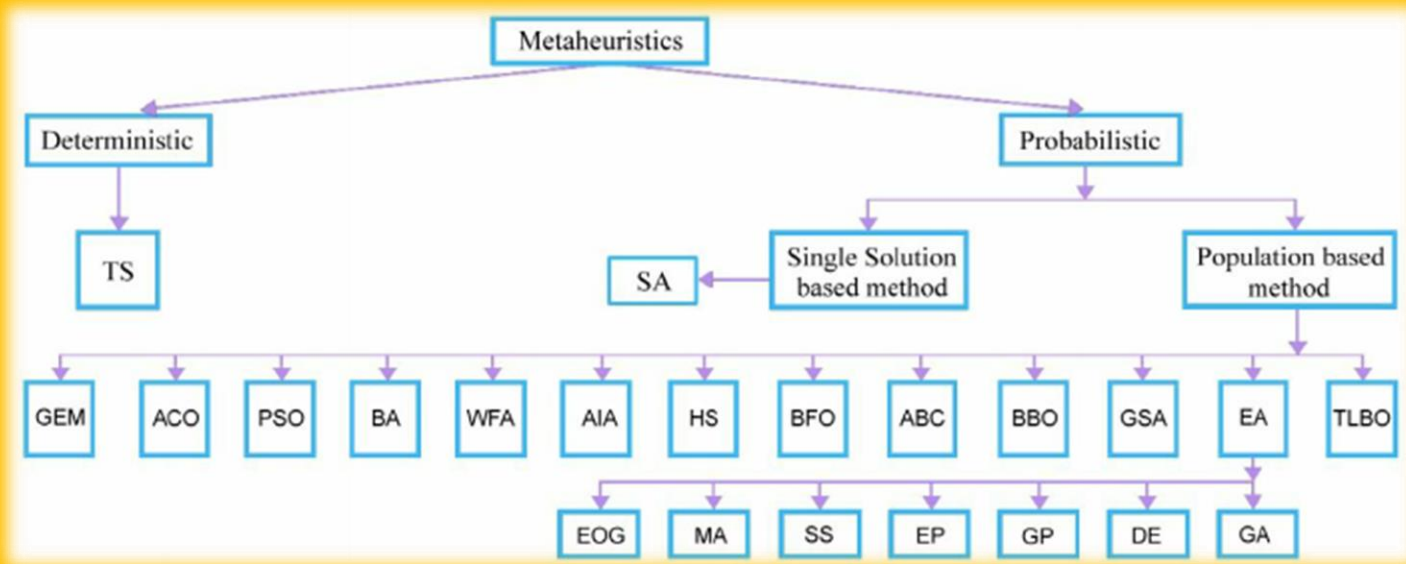 Metaheuristics
Deterministic
Probabilistic
TS
SA
Single Solution
based method
Population based
method
GEM
ACO
PSO
BA
WFA
AIA
HS
BFO
ABC
BBO
GSA
EA
TLBO
EOG
MA
SS
EP
GP
DE
GA